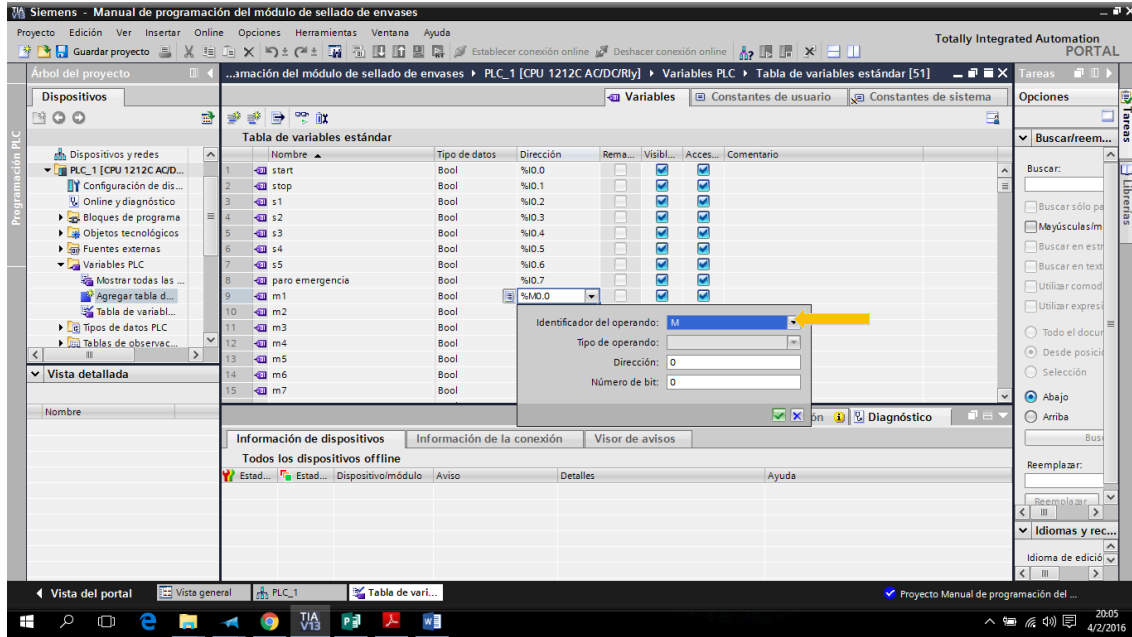 Siemens - Manual de programación del módulo de sellado de envases
Proyecto Edición Ver Insertar Online Opciones Herramientas Ventana Ayuda
Guardar proyecto Establecer conexión online Deshacer conexión online
Totally Integrated Automation
PORTAL
Árbol del proyecto
...amación del módulo de sellado de envases PLC_1 [CPU 1212C AC/DC/Rly] Variables PLC Tabla de variables estándar [51]
Tareas
Dispositivos
Variables Constantes de usuario Constantes de sistema
Opciones
Programación PLC
Dispositivos y redes
PLC_1 [CPU 1212C AC/D...
Configuración de dis...
Online y diagnóstico
Bloques de programa
Objetos tecnológicos
Fuentes externas
Variables PLC
Mostrar todas las ...
Agregar tabla d...
Tabla de variabl...
Tipos de datos PLC
Tablas de observac...
Vista detallada
Nombre
Tabla de variables estándar
Nombre Tipo de datos Dirección Rema... Visibl... Acces... Comentario
1 start Bool %I0.0
2 stop Bool %I0.1
3 s1 Bool %I0.2
4 s2 Bool %I0.3
5 s3 Bool %I0.4
6 s4 Bool %I0.5
7 s5 Bool %I0.6
8 paro emergencia Bool %I0.7
9 m1 Bool %M0.0
10 m2 Bool
11 m3 Bool
12 m4 Bool
13 m5 Bool
14 m6 Bool
15 m7 Bool
Identificador del operando: M
Tipo de operando:
Dirección: 0
Número de bit: 0
ón Diagnóstico
Información de dispositivos Información de la conexión Visor de avisos
Todos los dispositivos offline
Estad... Estad... Dispositivo/módulo Aviso Detalles Ayuda
Buscar/reem...
Buscar:
Buscar sólo pa
Mayúsculas/m
Buscar en estr
Buscar en text
Utilizar comod
Utilizar expresi
Todo el docur
Desde posició
Selección
Abajo
Arriba
Busc
Reemplazar:
Reemplazar
Idiomas y rec...
Idioma de edició
Tareas
Librerías
Vista del portal Vista general PLC_1 Tabla de vari...
Proyecto Manual de programación del ...
TIA V13
20:05
4/2/2016